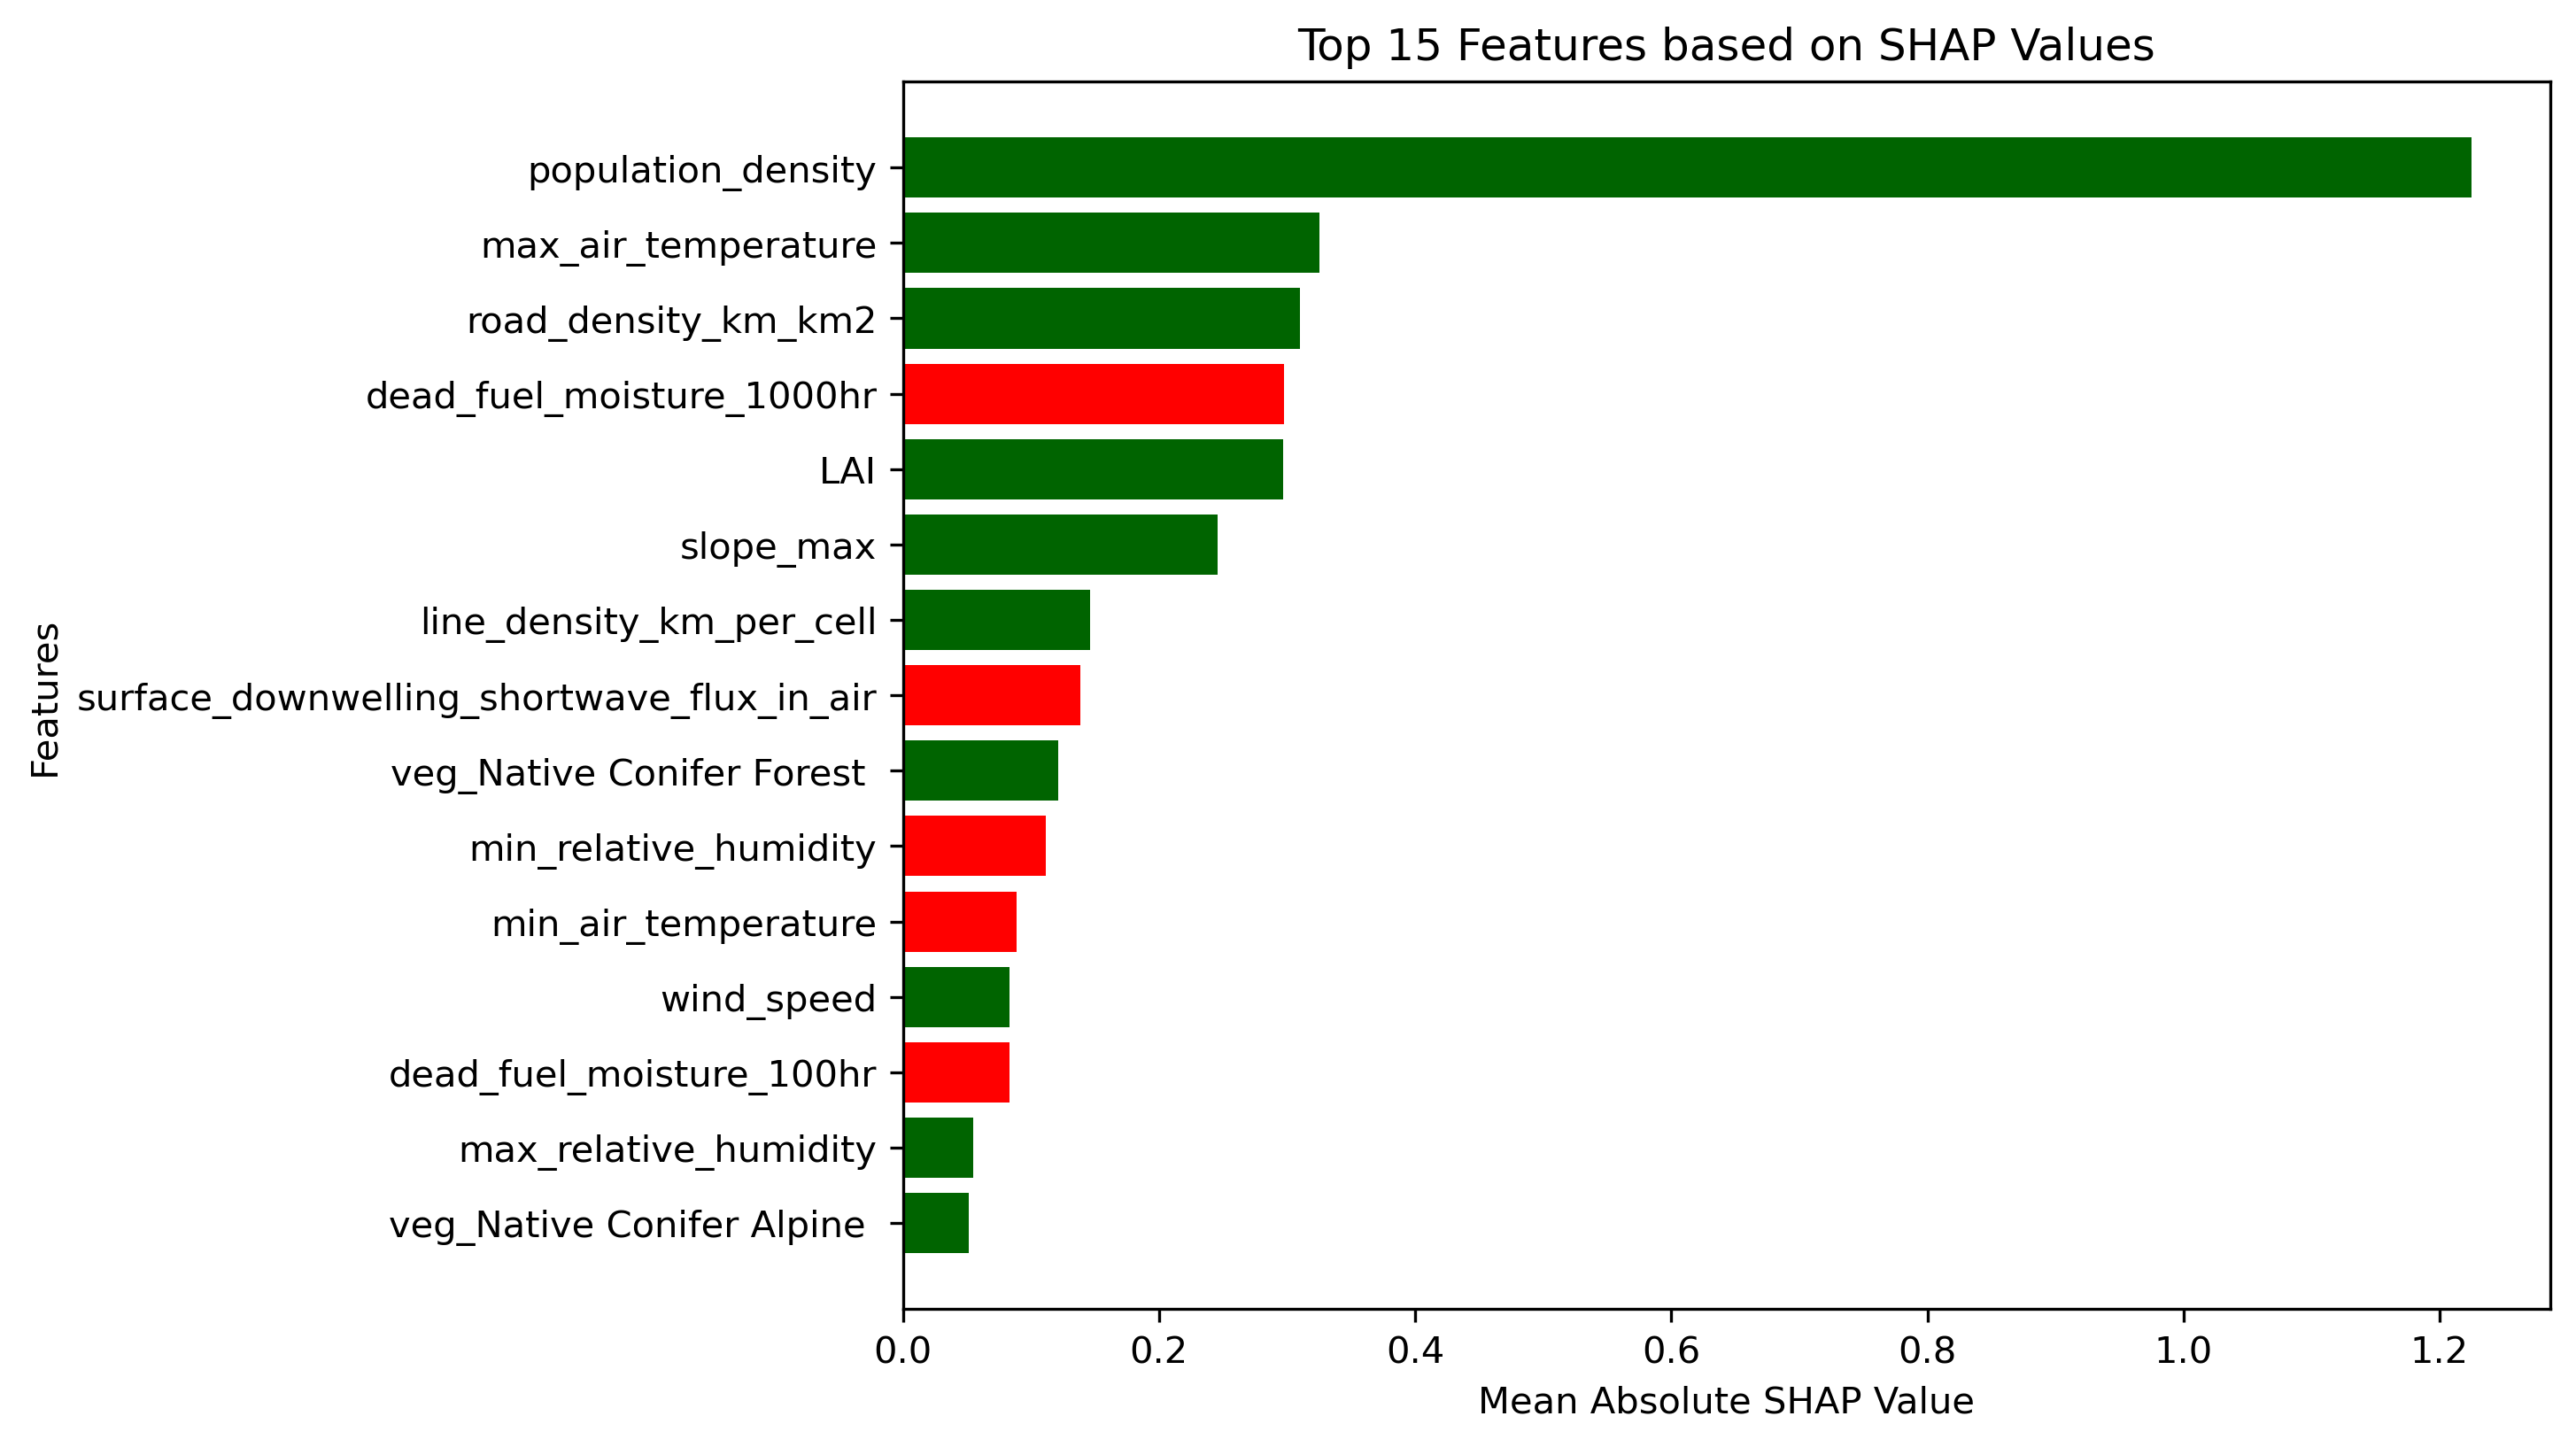 Top 15 Features based on SHAP Values
Features
population_density
max_air_temperature
road_density_km_km2
dead_fuel_moisture_1000hr
LAI
slope_max
line_density_km_per_cell
surface_downwelling_shortwave_flux_in_air
veg_Native Conifer Forest
min_relative_humidity
min_air_temperature
wind_speed
dead_fuel_moisture_100hr
max_relative_humidity
veg_Native Conifer Alpine
0.0 0.2 0.4 0.6 0.8 1.0 1.2
Mean Absolute SHAP Value